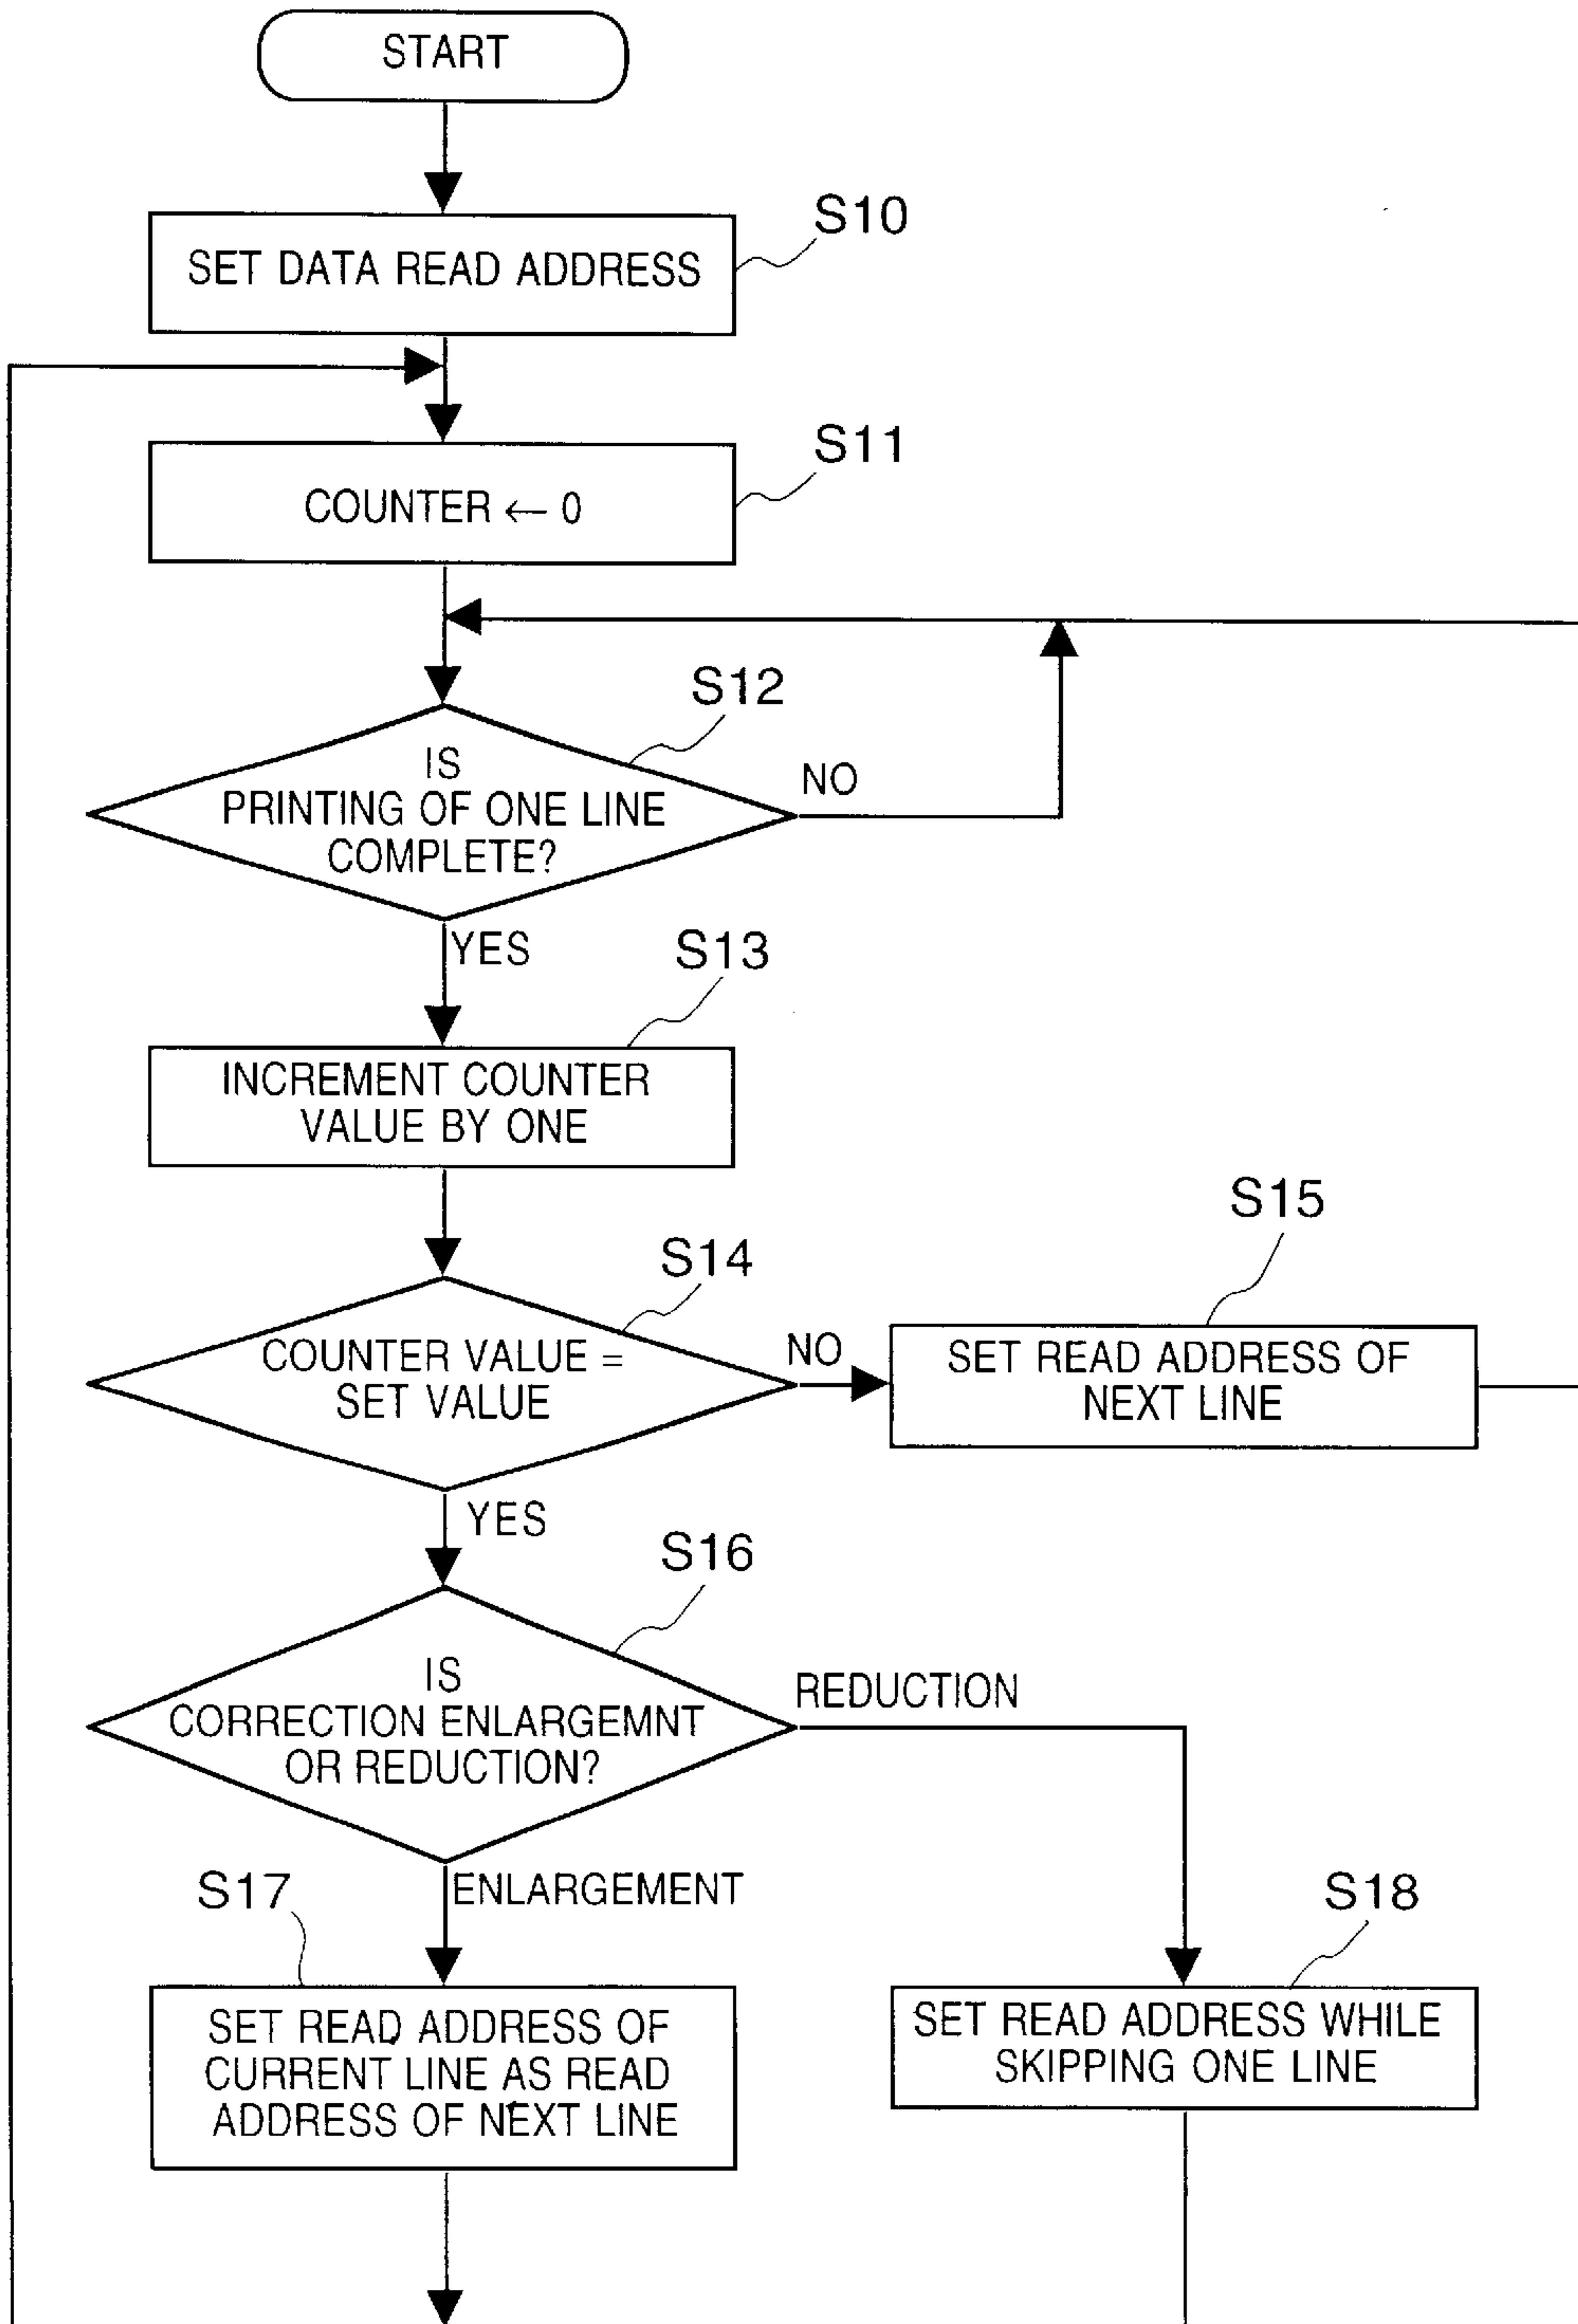 START
S10
SET DATA READ ADDRESS
S11
COUNTER ← 0
S12
IS
PRINTING OF ONE LINE
COMPLETE?
NO
YES
S13
INCREMENT COUNTER
VALUE BY ONE
S14
COUNTER VALUE =
SET VALUE
NO
S15
SET READ ADDRESS OF
NEXT LINE
YES
S16
IS
CORRECTION ENLARGEMNT
OR REDUCTION?
REDUCTION
ENLARGEMENT
S17
SET READ ADDRESS OF
CURRENT LINE AS READ
ADDRESS OF NEXT LINE
S18
SET READ ADDRESS WHILE
SKIPPING ONE LINE